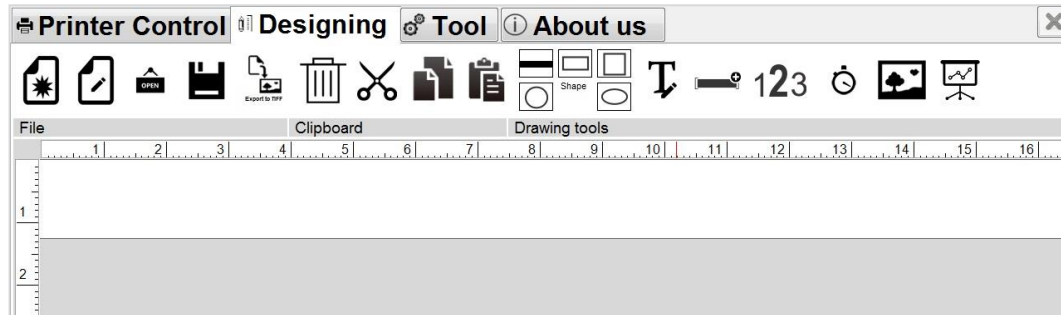 Printer Control Designing Tool About us
OPEN
Export to TIFF
Shape
T 123
File Clipboard Drawing tools
1 2 3 4 5 6 7 8 9 10 11 12 13 14 15 16
1
2